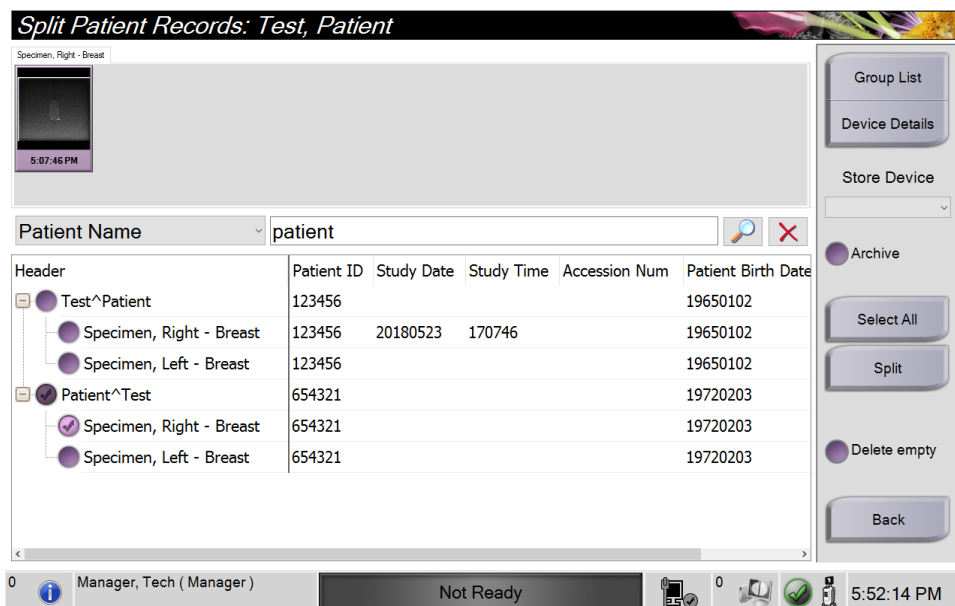 Split Patient Records: Test, Patient
Specimen, Right - Breast
5:07:46 PM
Group List
Device Details
Store Device
Archive
Select All
Split
Delete empty
Back
Patient Name patient
Header Patient ID Study Date Study Time Accession Num Patient Birth Date
Test^Patient 123456 19650102
Specimen, Right - Breast 123456 20180523 170746 19650102
Specimen, Left - Breast 123456 19650102
Patient^Test 654321 19720203
Specimen, Right - Breast 654321 19720203
Specimen, Left - Breast 654321 19720203
0 Manager, Tech ( Manager ) Not Ready 0 5:52:14 PM